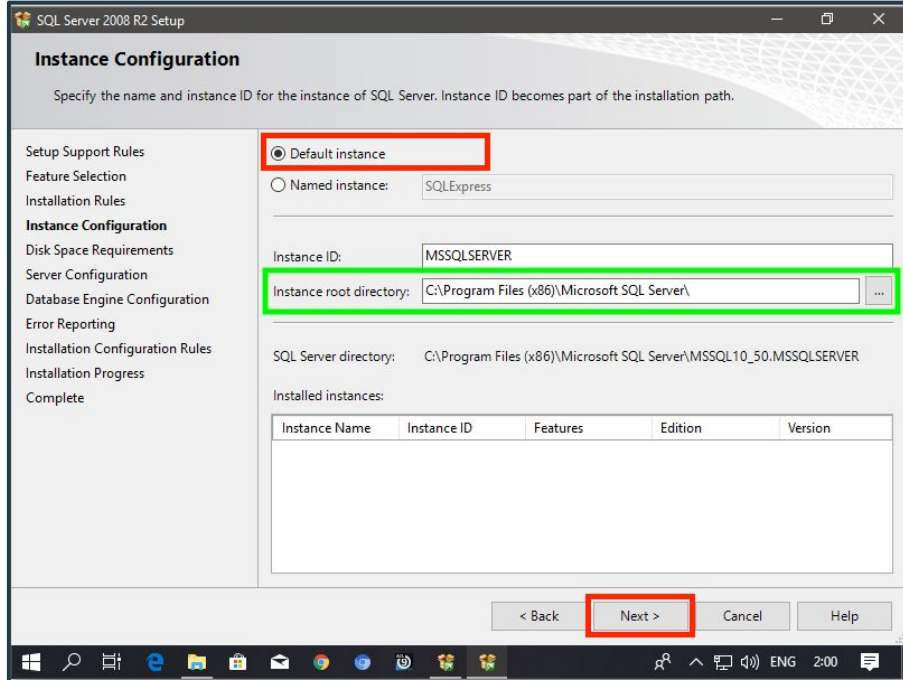 SQL Server 2008 R2 Setup
Instance Configuration
Specify the name and instance ID for the instance of SQL Server. Instance ID becomes part of the installation path.
Setup Support Rules
Feature Selection
Installation Rules
Instance Configuration
Disk Space Requirements
Server Configuration
Database Engine Configuration
Error Reporting
Installation Configuration Rules
Installation Progress
Complete
Default instance
Named instance: SQLExpress
Instance ID: MSSQLSERVER
Instance root directory: C:\Program Files (x86)\Microsoft SQL Server\ ...
SQL Server directory: C:\Program Files (x86)\Microsoft SQL Server\MSSQL10_50.MSSQLSERVER
Installed instances:
Instance Name Instance ID Features Edition Version
< Back Next > Cancel Help
ENG 2:00